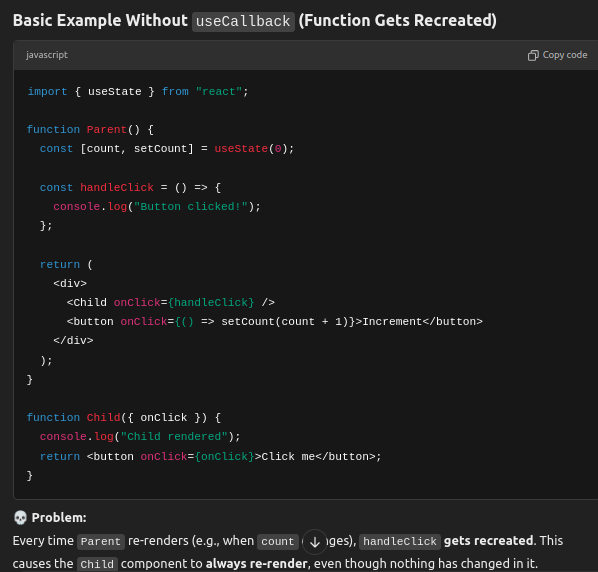 Basic Example Without useCallback (Function Gets Recreated)
javascript
Copy code
import { useState } from "react";
function Parent() {
  const [count, setCount] = useState(0);
  const handleClick = () => {
    console.log("Button clicked!");
  };
  return (
    <div>
      <Child onClick={handleClick} />
      <button onClick={() => setCount(count + 1)}>Increment</button>
    </div>
  );
}
function Child({ onClick }) {
  console.log("Child rendered");
  return <button onClick={onClick}>Click me</button>;
}
💀 Problem:
Every time Parent re-renders (e.g., when count nges), handleClick gets recreated. This
causes the Child component to always re-render, even though nothing has changed in it.